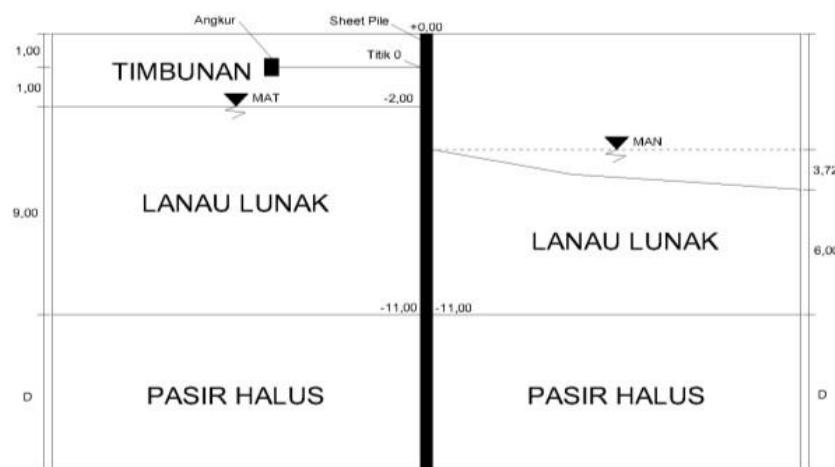 Angkur
Sheet Pile
+0,00
1,00
TIMBUNAN
Titik 0
1,00
MAT
-2,00
MAN
3,72
LANAU LUNAK
9,00
LANAU LUNAK
6,00
-11,00
-11,00
PASIR HALUS
PASIR HALUS
D
D